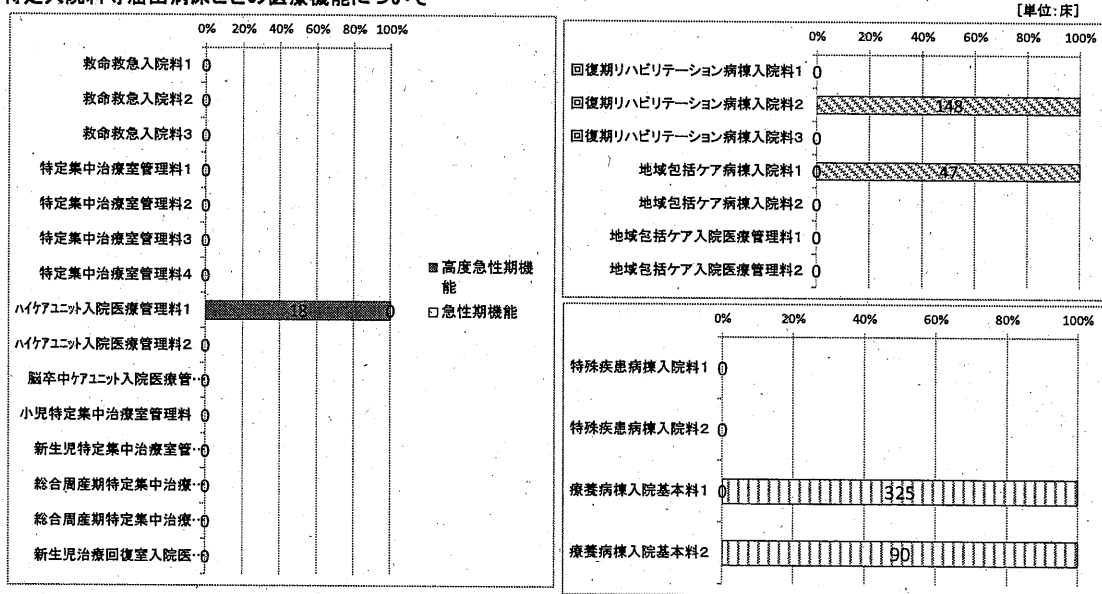 特定入院料等届出病床ごとの医療機能について
[単位:床]
0% 20% 40% 60% 80% 100%
救命救急入院料1 0
救命救急入院料2 0
救命救急入院料3 0
特定集中治療室管理料1 0
特定集中治療室管理料2 0
特定集中治療室管理料3 0
特定集中治療室管理料4 0
ハイケアユニット入院医療管理料1 18 0
ハイケアユニット入院医療管理料2 0
脳卒中ケアユニット入院医療管… 0
小児特定集中治療室管理料 0
新生児特定集中治療室管… 0
総合周産期特定集中治療… 0
総合周産期特定集中治療… 0
新生児治療回復室入院医… 0
高度急性期機
能
急性期機能
0% 20% 40% 60% 80% 100%
回復期リハビリテーション病棟入院料1 0
回復期リハビリテーション病棟入院料2 148
回復期リハビリテーション病棟入院料3 0
地域包括ケア病棟入院料1 0 47
地域包括ケア病棟入院料2 0
地域包括ケア入院医療管理料1 0
地域包括ケア入院医療管理料2 0
0% 20% 40% 60% 80% 100%
特殊疾患病棟入院料1 0
特殊疾患病棟入院料2 0
療養病棟入院基本料1 0 325
療養病棟入院基本料2 90